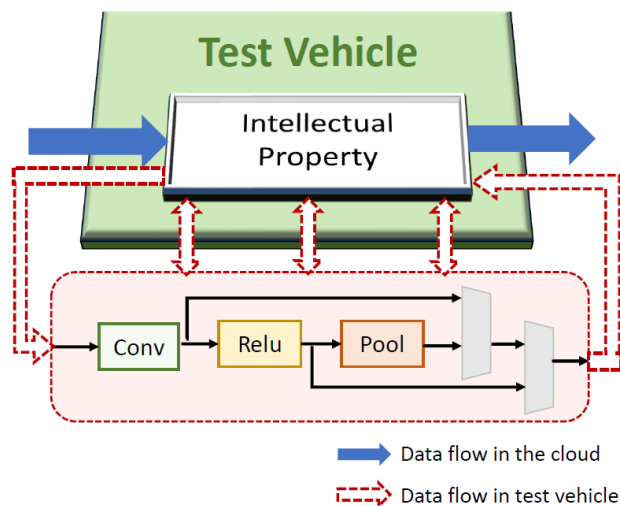 Test Vehicle
Intellectual
Property
Conv
Relu
Pool
Data flow in the cloud
Data flow in test vehicle